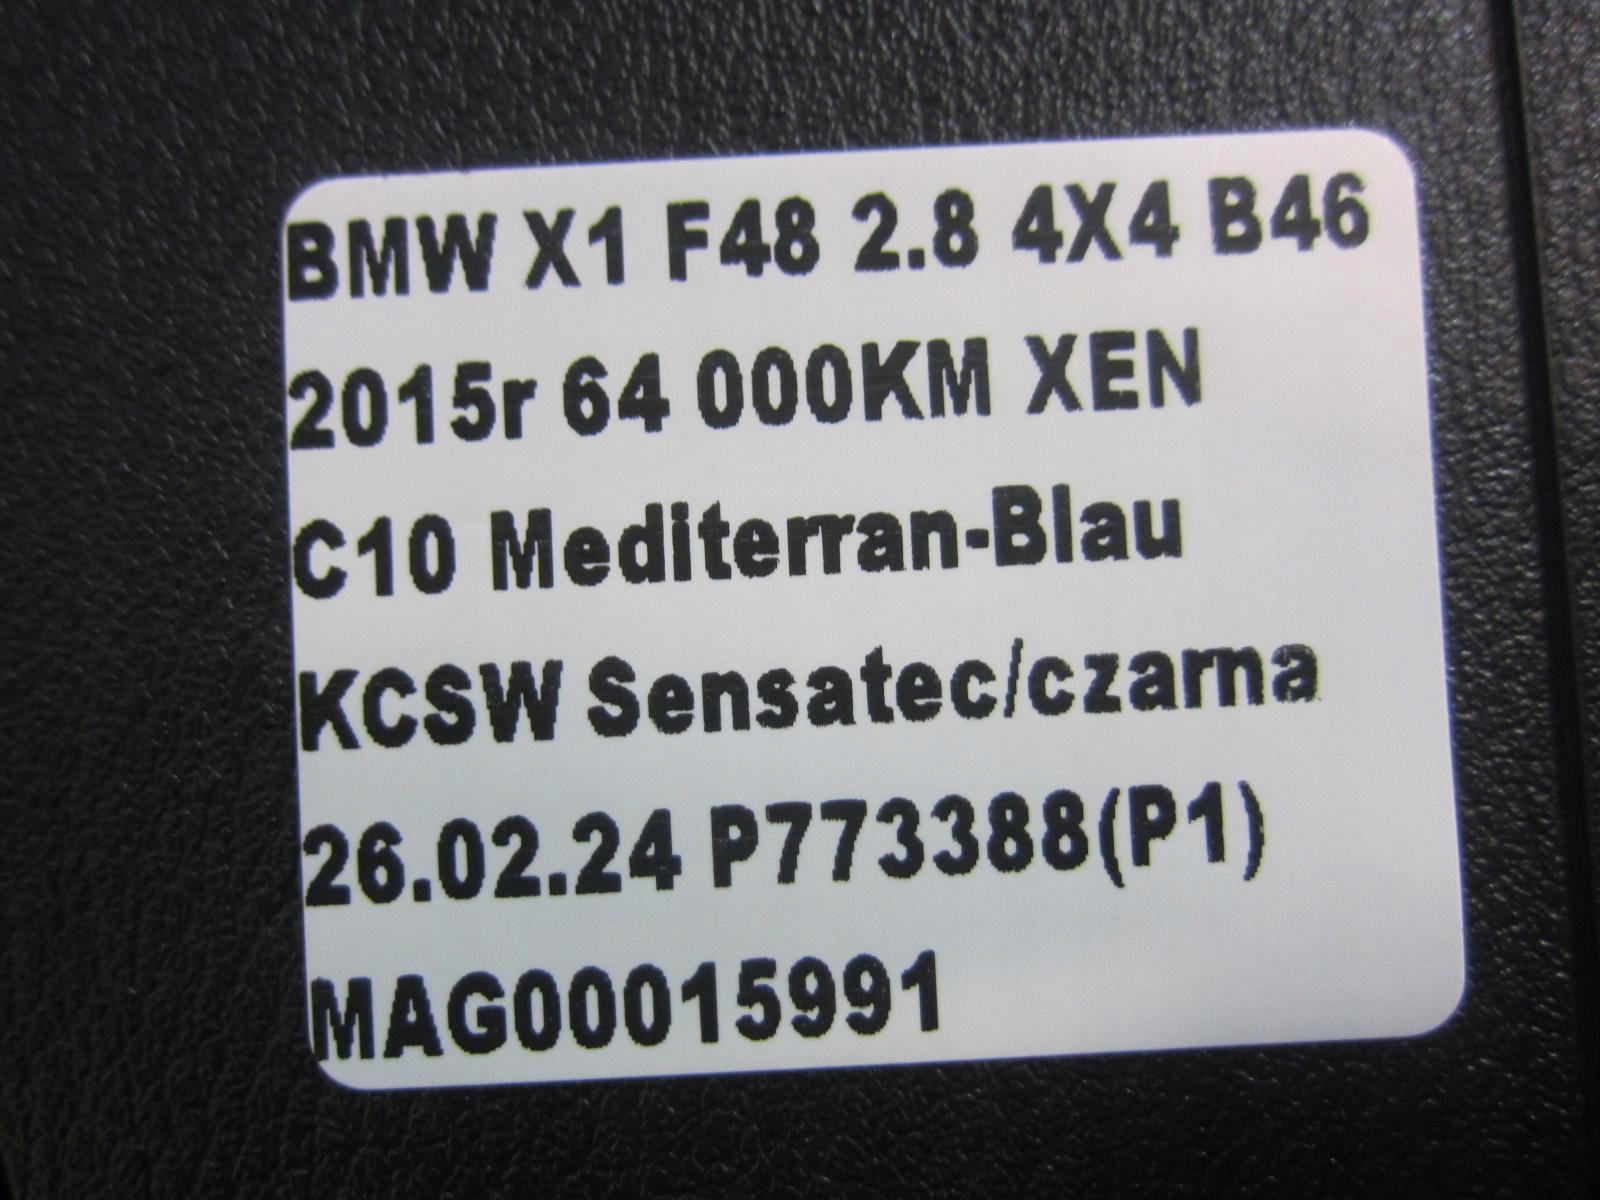 BMW X1 F48 2.8 4X4 B46
2015r 64 000KM XEN
C10 Mediterran-Blau
KCSW Sensatec/czarna
26.02.24 P773388(P1)
MAG00015991